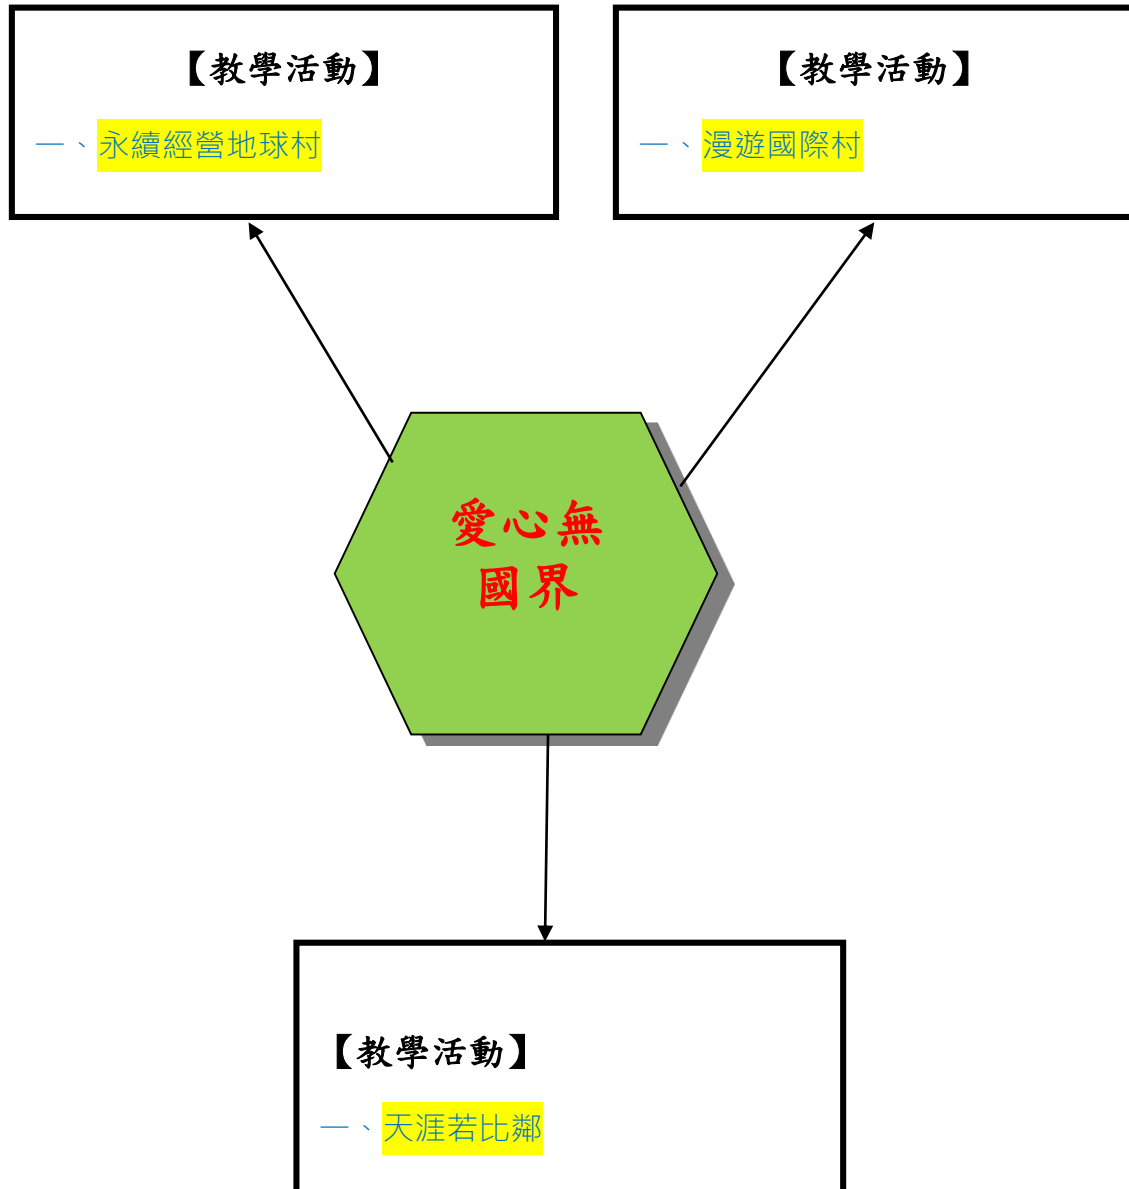 【教學活動】
一、永續經營地球村
【教學活動】
一、漫遊國際村
愛心無
國界
【教學活動】
一、天涯若比鄰